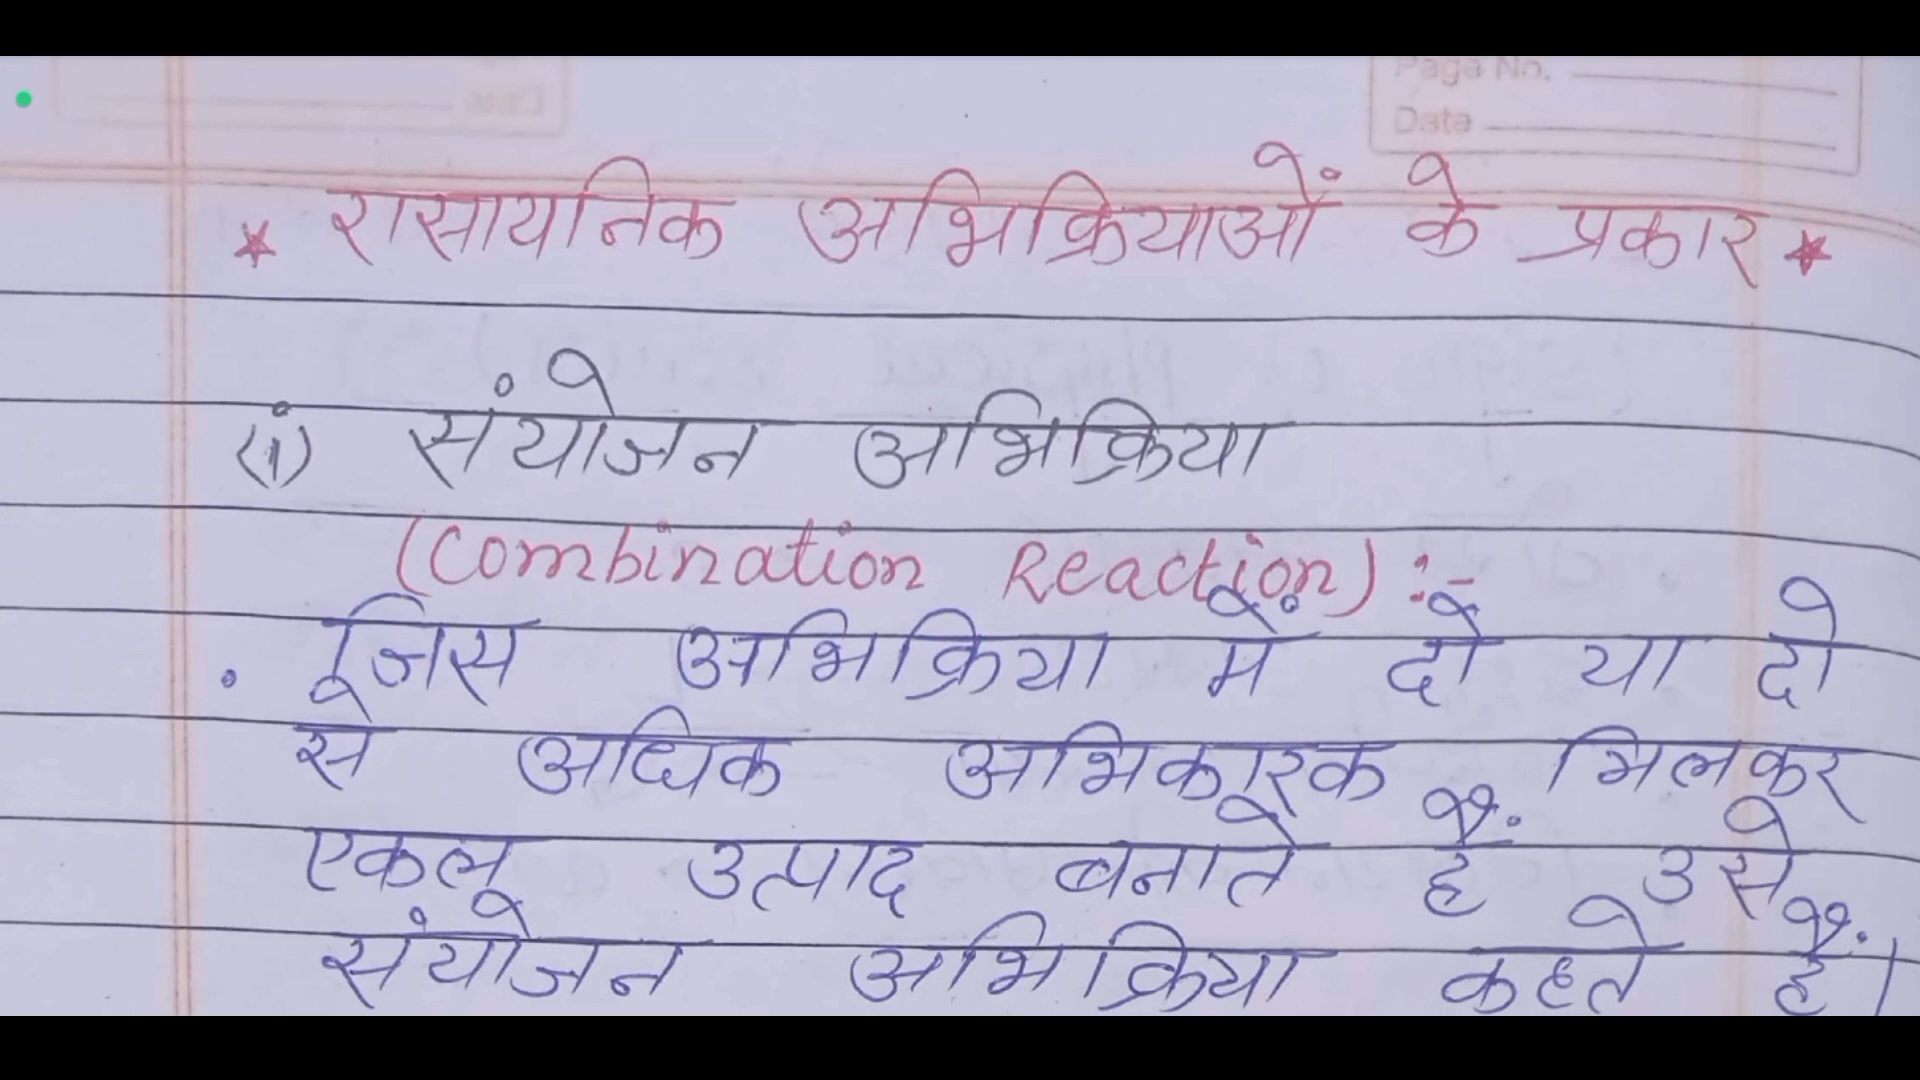 Page No.
Date
★ रासायनिक अभिक्रियाओं के प्रकार ★
(i) संयोजन अभिक्रिया
(Combination Reaction) :-
• जिस अभिक्रिया में दो या दो
से अधिक अभिकारक मिलकर
एकल उत्पाद बनाते हैं उसे
संयोजन अभिक्रिया कहते हैं।